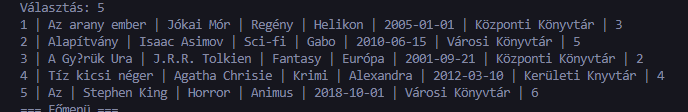 Választás: 5
1 | Az arany ember | Jókai Mór | Regény | Helikon | 2005-01-01 | Központi Könyvtár | 3
2 | Alapítvány | Isaac Asimov | Sci-fi | Gabo | 2010-06-15 | Városi Könyvtár | 5
3 | A Gy?rük Ura | J.R.R. Tolkien | Fantasy | Európa | 2001-09-21 | Központi Könyvtár | 2
4 | Tíz kicsi néger | Agatha Chrisie | Krimi | Alexandra | 2012-03-10 | Kerületi Knyvtár | 4
5 | Az | Stephen King | Horror | Animus | 2018-10-01 | Városi Könyvtár | 6
=== Főmenü ===